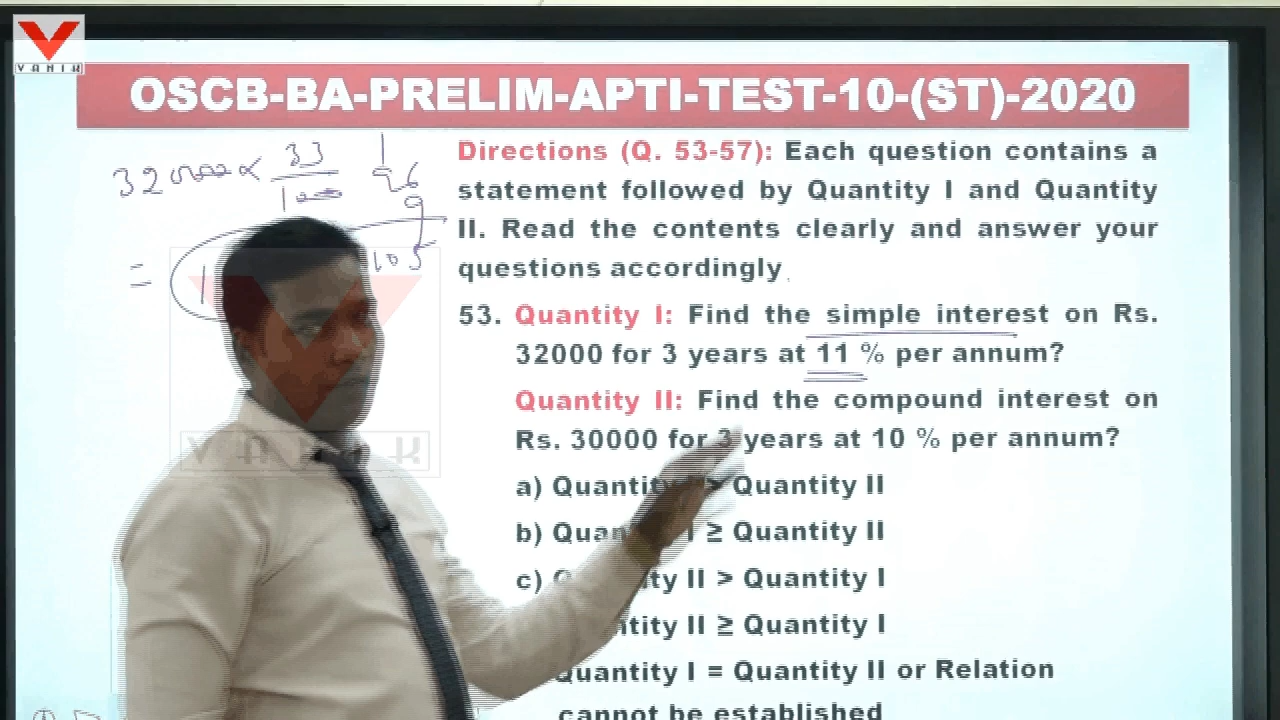 VANIK
OSCB-BA-PRELIM-APTI-TEST-10-(ST)-2020
32000 × 33
100
=
105
Directions (Q. 53-57): Each question contains a
statement followed by Quantity I and Quantity
II. Read the contents clearly and answer your
questions accordingly.
53. Quantity I: Find the simple interest on Rs.
32000 for 3 years at 11 % per annum?
Quantity II: Find the compound interest on
Rs. 30000 for 3 years at 10 % per annum?
a) Quantity > Quantity II
b) I ≥ Quantity II
c) II > Quantity I
II ≥ Quantity I
Quantity I = Quantity II or Relation
cannot be established
VANIK